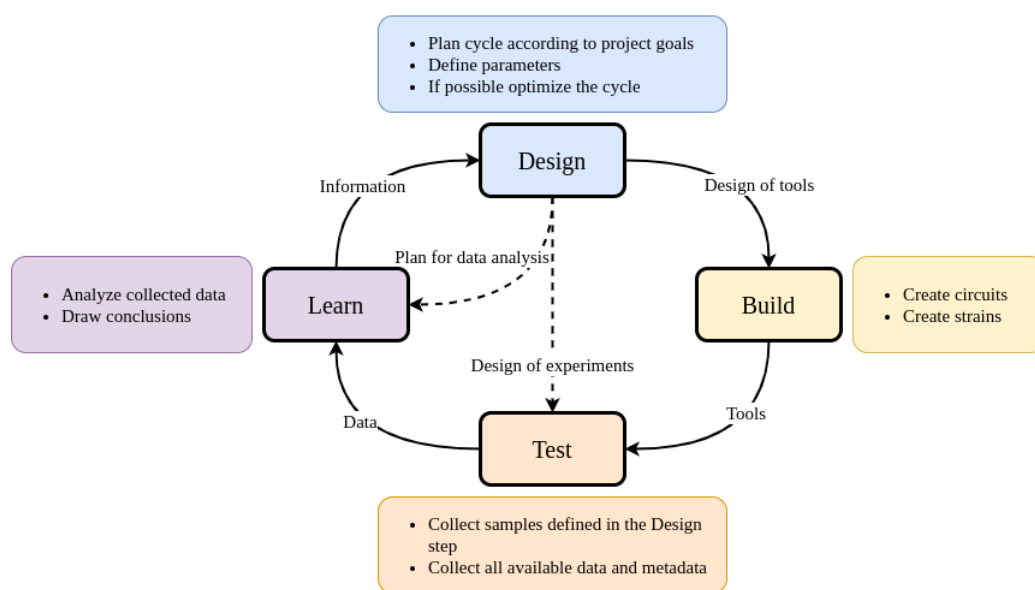 • Plan cycle according to project goals
• Define parameters
• If possible optimize the cycle
Design
Information
Design of tools
Plan for data analysis
• Analyze collected data
• Draw conclusions
Learn
Build
• Create circuits
• Create strains
Design of experiments
Data
Tools
Test
• Collect samples defined in the Design
step
• Collect all available data and metadata